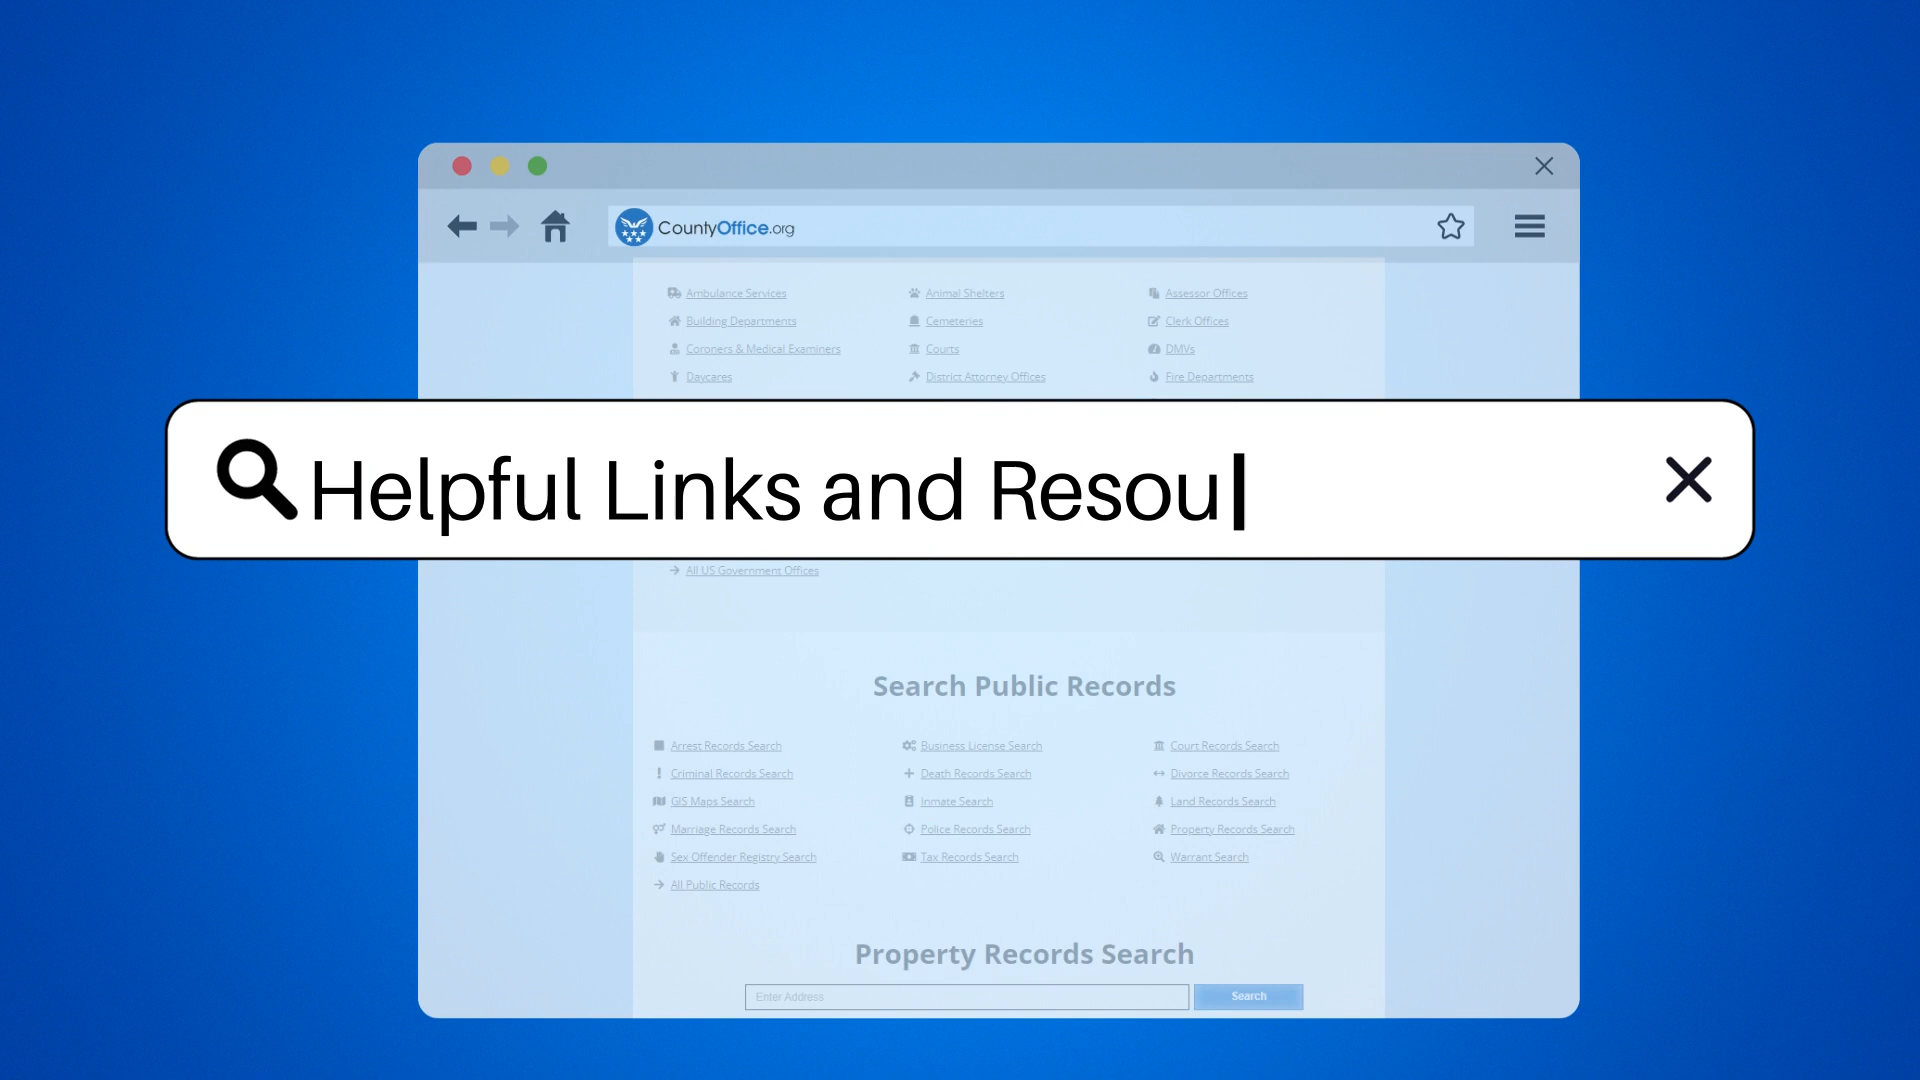 CountyOffice.org
Ambulance Services Animal Shelters Assessor Offices
Building Departments Cemeteries Clerk Offices
Coroners & Medical Examiners Courts DMVs
Daycares District Attorney Offices Fire Departments
Helpful Links and Resou
All US Government Offices
Search Public Records
Arrest Records Search Business License Search Court Records Search
Criminal Records Search Death Records Search Divorce Records Search
GIS Maps Search Inmate Search Land Records Search
Marriage Records Search Police Records Search Property Records Search
Sex Offender Registry Search Tax Records Search Warrant Search
All Public Records
Property Records Search
Enter Address Search